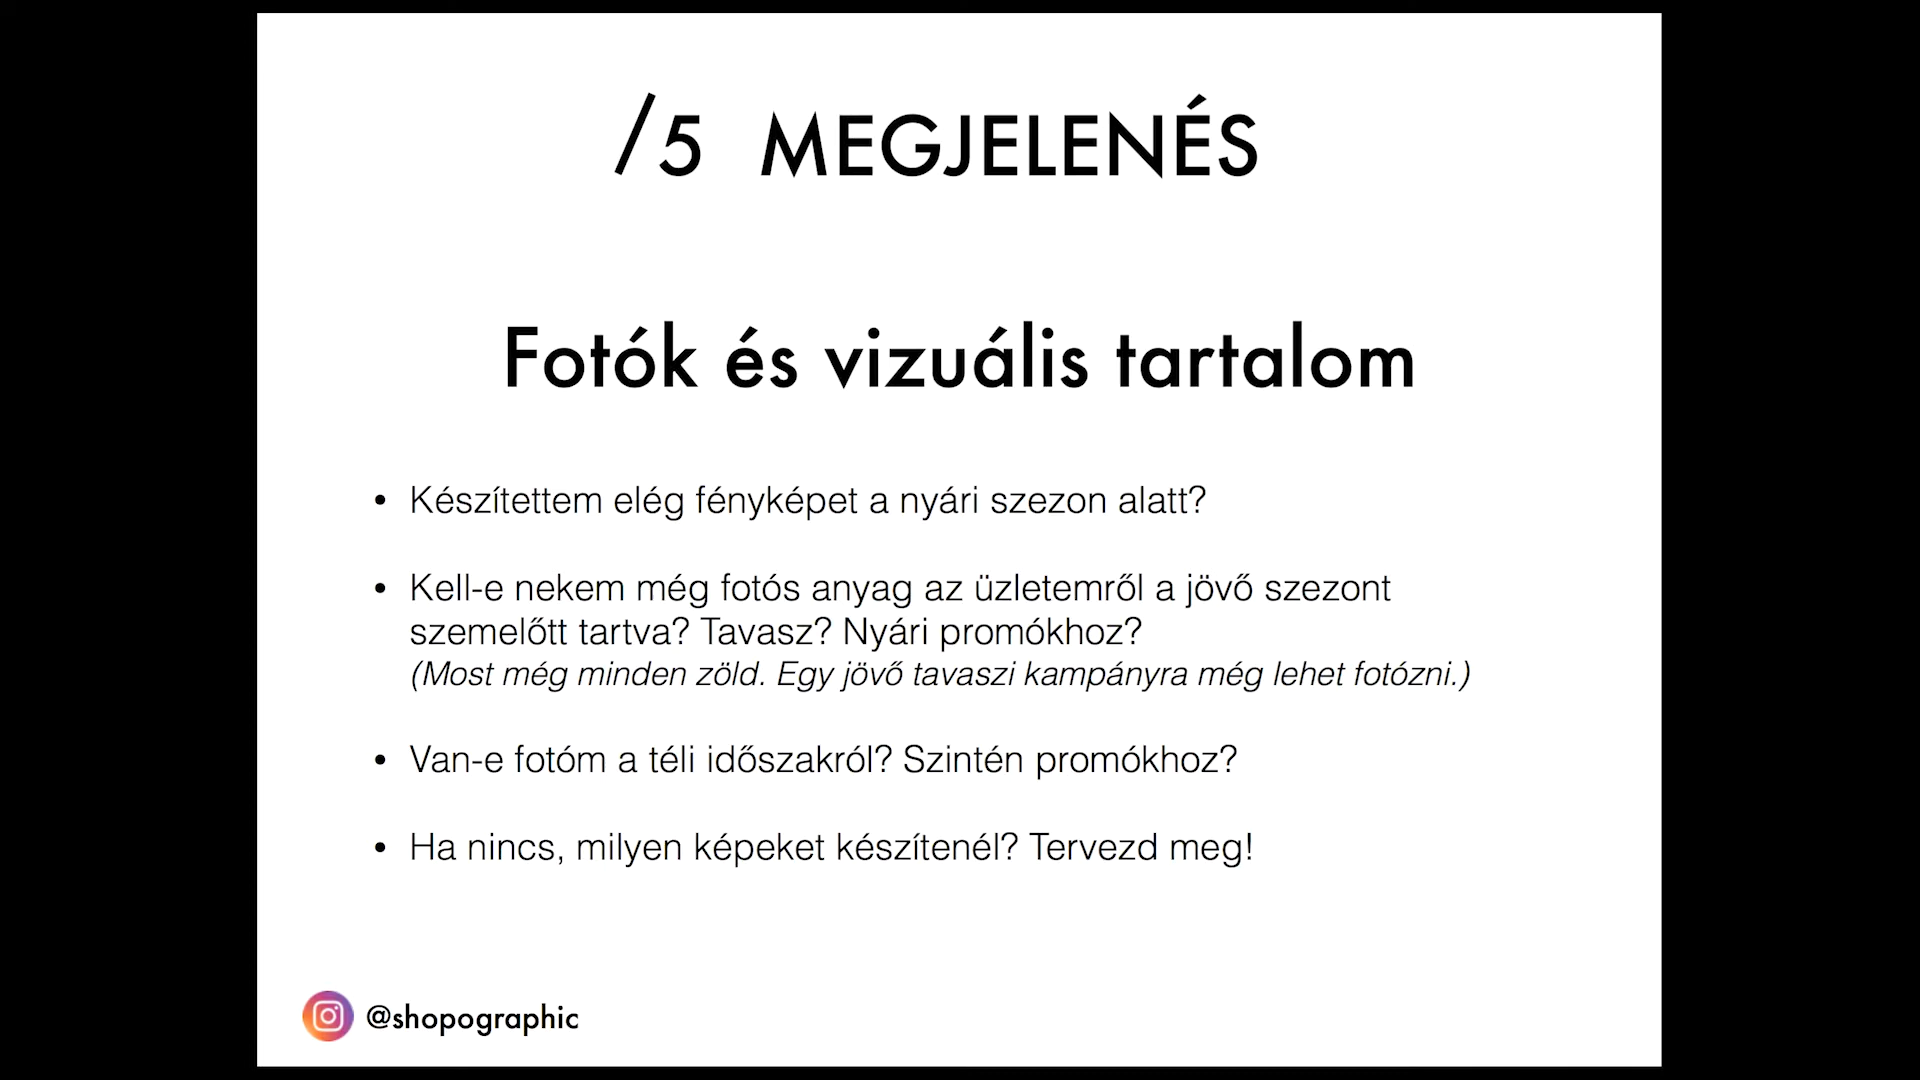 /5 MEGJELENÉS
Fotók és vizuális tartalom
• Készítettem elég fényképet a nyári szezon alatt?
• Kell-e nekem még fotós anyag az üzletemről a jövő szezont
szemelőtt tartva? Tavasz? Nyári promókhoz?
(Most még minden zöld. Egy jövő tavaszi kampányra még lehet fotózni.)
• Van-e fotóm a téli időszakról? Szintén promókhoz?
• Ha nincs, milyen képeket készítenél? Tervezd meg!
@shopographic